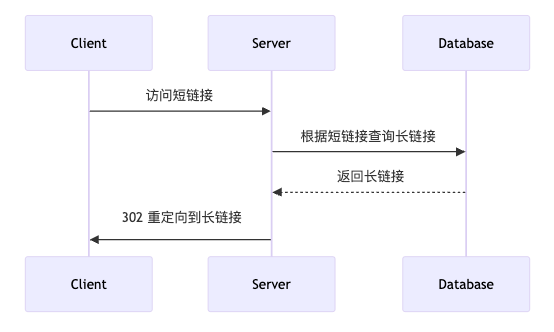 Client
Server
Database
访问短链接
根据短链接查询长链接
返回长链接
302 重定向到长链接
Client
Server
Database